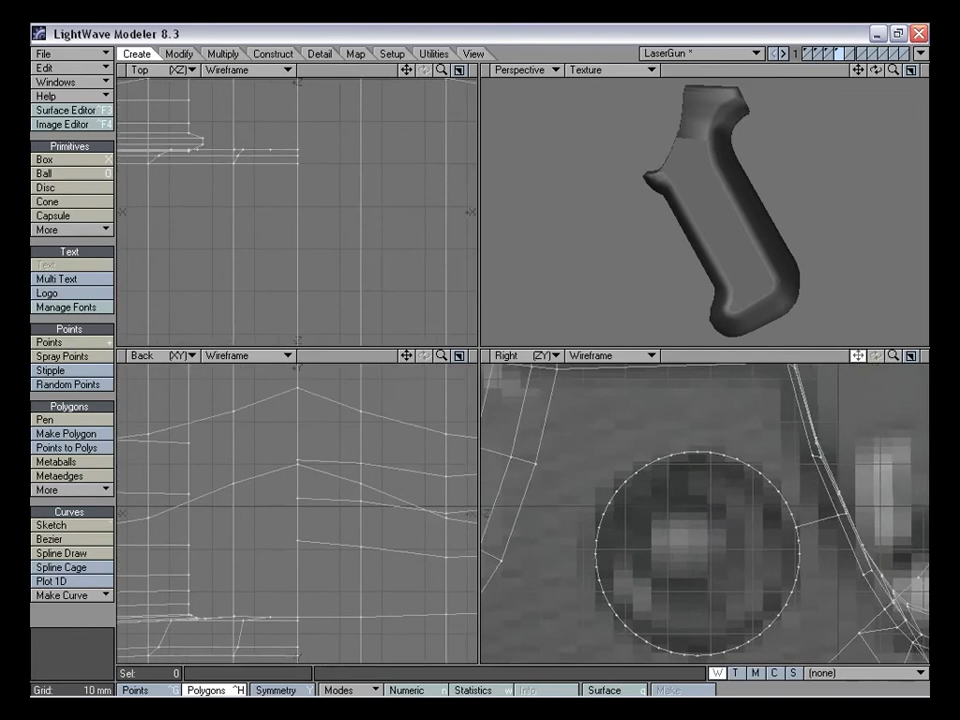 LightWave Modeler 8.3
File Create Modify Multiply Construct Detail Map Setup Utilities View LaserGun * 1
Edit Top (XZ) Wireframe Perspective Texture
Windows
Help
Surface Editor F3
Image Editor ^F4
Primitives
Box X
Ball O
Disc
Cone
Capsule
More
Text
Text
Multi Text
Logo
Manage Fonts
Points
Points +
Spray Points
Back (XY) Wireframe Right (ZY) Wireframe
Stipple
Random Points
Polygons
Pen
Make Polygon
Points to Polys
Metaballs
Metaedges
More
Curves
Sketch
Bezier
Spline Draw
Spline Cage
Plot 1D
Make Curve
Sel: 0 W T M C S (none)
Grid: 10 mm Points ^G Polygons ^H Symmetry Y Modes Numeric n Statistics w Info Surface q Make